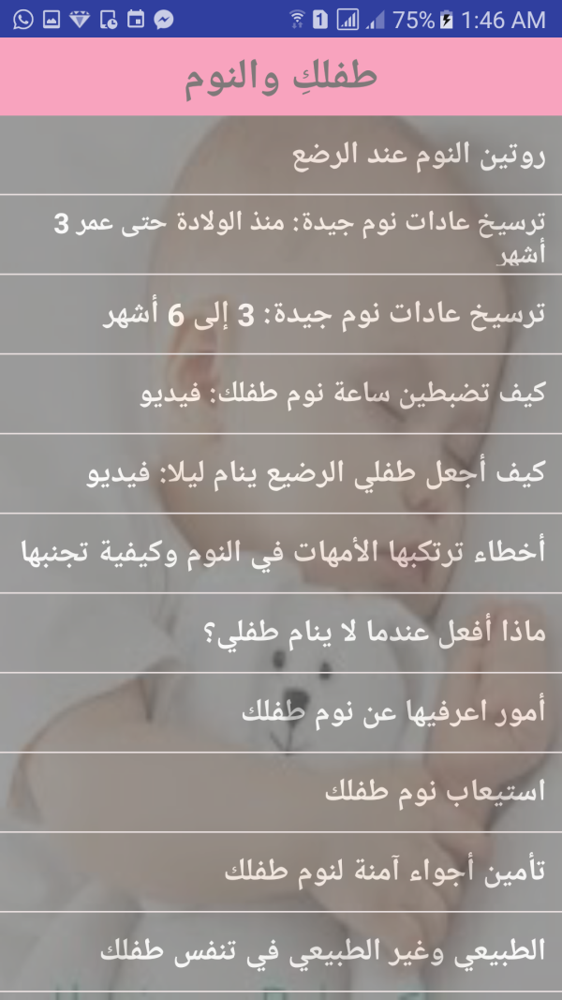 75% 1:46 AM
طفلكِ والنوم
روتين النوم عند الرضع
ترسيخ عادات نوم جيدة: منذ الولادة حتى عمر 3
أشهر
ترسيخ عادات نوم جيدة: 3 إلى 6 أشهر
كيف تضبطين ساعة نوم طفلك: فيديو
كيف أجعل طفلي الرضيع ينام ليلا: فيديو
أخطاء ترتكبها الأمهات في النوم وكيفية تجنبها
ماذا أفعل عندما لا ينام طفلي؟
أمور اعرفيها عن نوم طفلك
استيعاب نوم طفلك
تأمين أجواء آمنة لنوم طفلك
الطبيعي وغير الطبيعي في تنفس طفلك